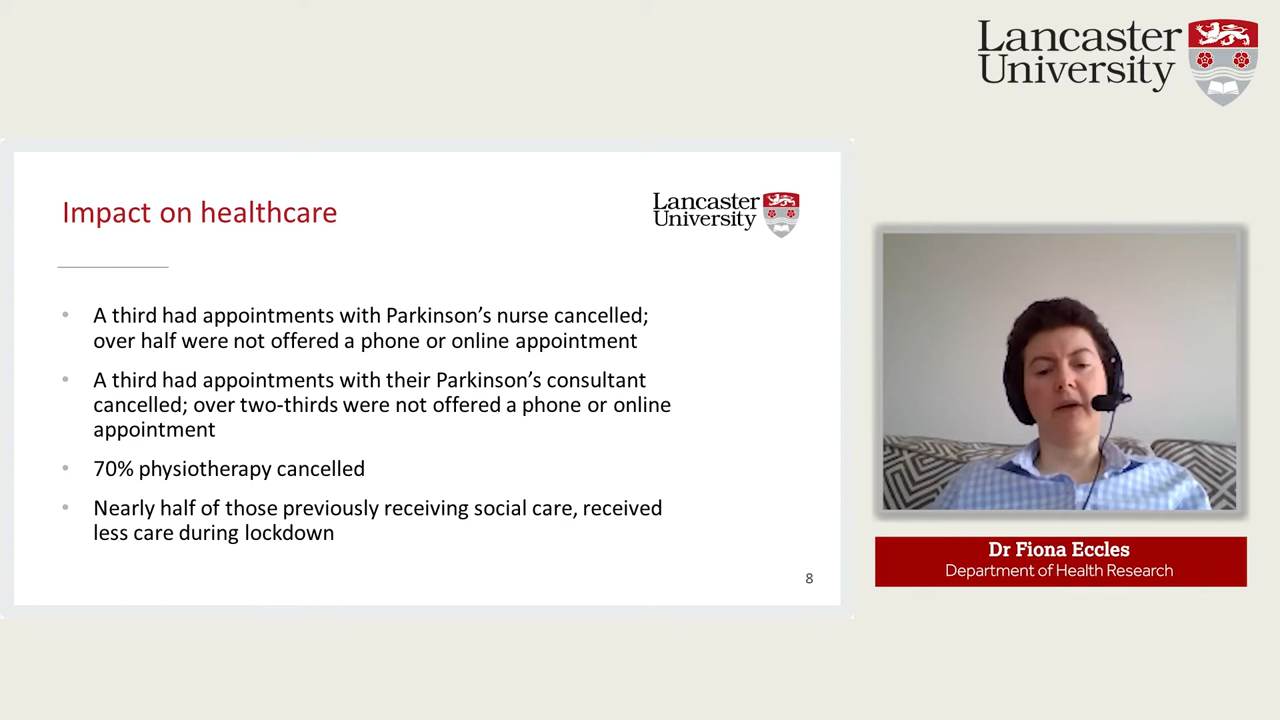 Lancaster
University
Impact on healthcare
Lancaster
University
• A third had appointments with Parkinson’s nurse cancelled;
over half were not offered a phone or online appointment
• A third had appointments with their Parkinson’s consultant
cancelled; over two-thirds were not offered a phone or online
appointment
• 70% physiotherapy cancelled
• Nearly half of those previously receiving social care, received
less care during lockdown
8
Dr Fiona Eccles
Department of Health Research